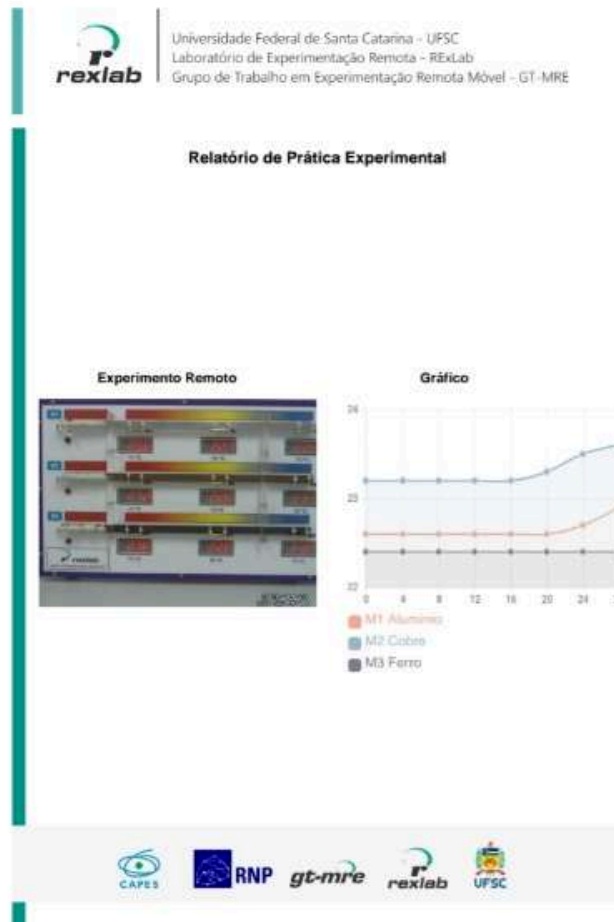 rexlab
Universidade Federal de Santa Catarina - UFSC
Laboratório de Experimentação Remota - RExLab
Grupo de Trabalho em Experimentação Remota Móvel - GT-MRE
Relatório de Prática Experimental
Experimento Remoto
Gráfico
rexlab
24
23
22
0 4 8 12 16 20 24
M1 Alumínio
M2 Cobre
M3 Ferro
CAPES
RNP
gt-mre
rexlab
UFSC